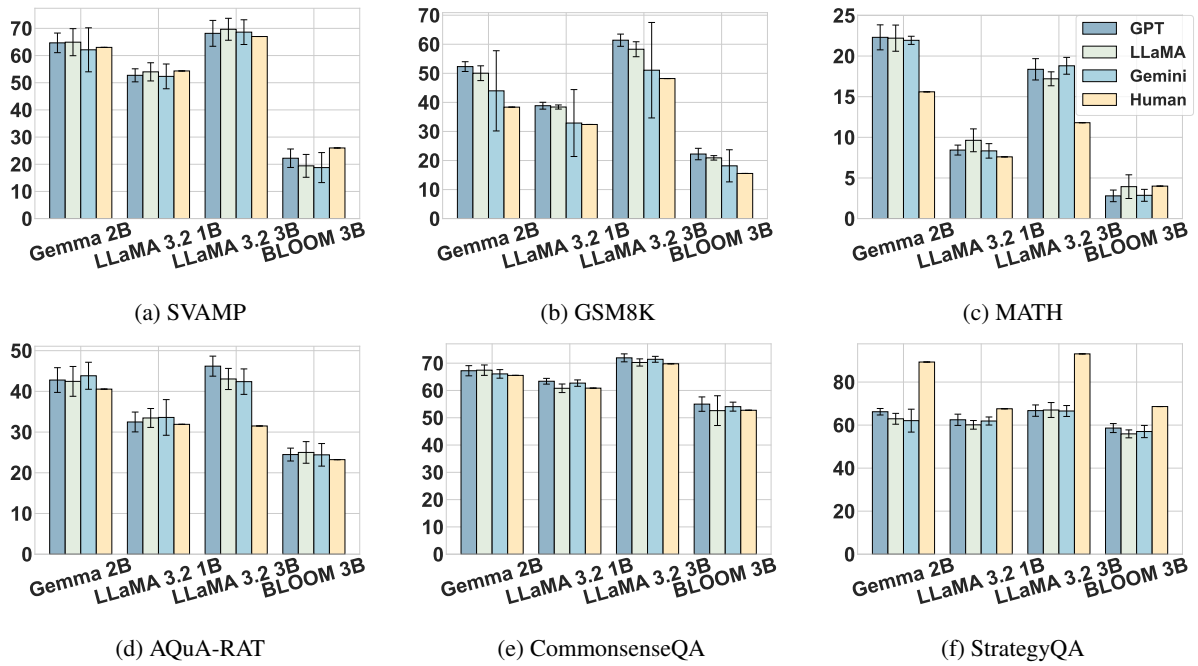 70
60
50
40
30
20
10
0
Gemma 2B
LLaMA 3.2 1B
LLaMA 3.2 3B
BLOOM 3B
(a) SVAMP
70
60
50
40
30
20
10
0
Gemma 2B
LLaMA 3.2 1B
LLaMA 3.2 3B
BLOOM 3B
(b) GSM8K
25
20
15
10
5
0
GPT
LLaMA
Gemini
Human
Gemma 2B
LLaMA 3.2 1B
LLaMA 3.2 3B
BLOOM 3B
(c) MATH
50
40
30
20
10
0
Gemma 2B
LLaMA 3.2 1B
LLaMA 3.2 3B
BLOOM 3B
(d) AQuA-RAT
70
60
50
40
30
20
10
0
Gemma 2B
LLaMA 3.2 1B
LLaMA 3.2 3B
BLOOM 3B
(e) CommonsenseQA
80
60
40
20
0
Gemma 2B
LLaMA 3.2 1B
LLaMA 3.2 3B
BLOOM 3B
(f) StrategyQA